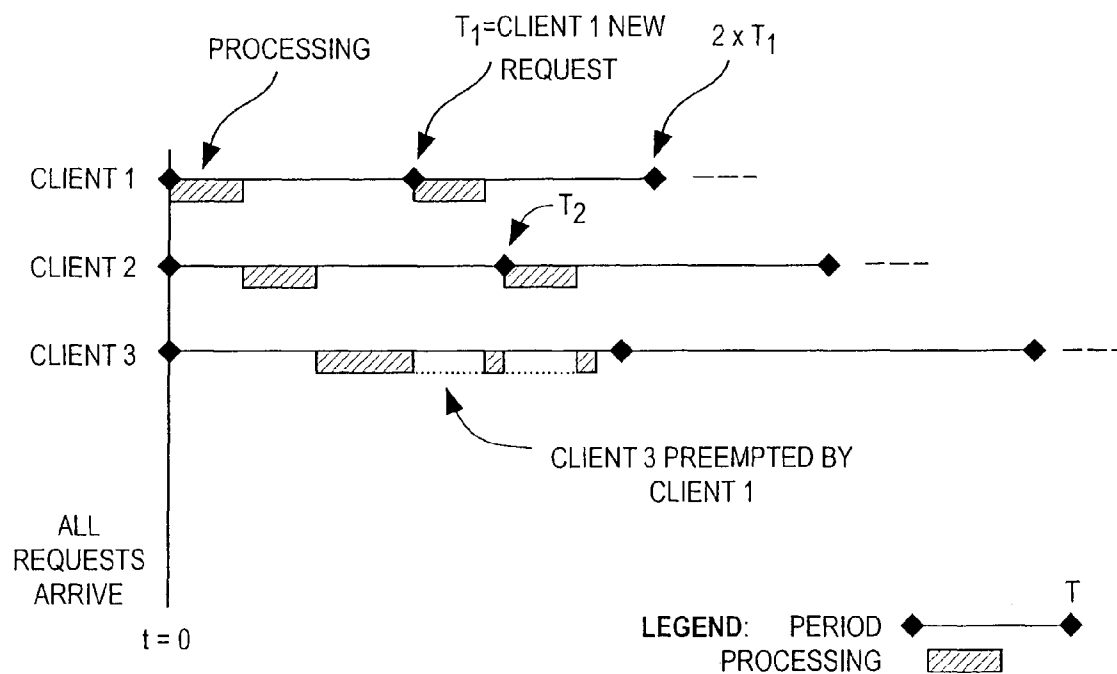 PROCESSING
T1=CLIENT 1 NEW
REQUEST
2 x T1
CLIENT 1
T2
CLIENT 2
CLIENT 3
CLIENT 3 PREEMPTED BY
CLIENT 1
ALL
REQUESTS
ARRIVE
t = 0
T
LEGEND: PERIOD
PROCESSING